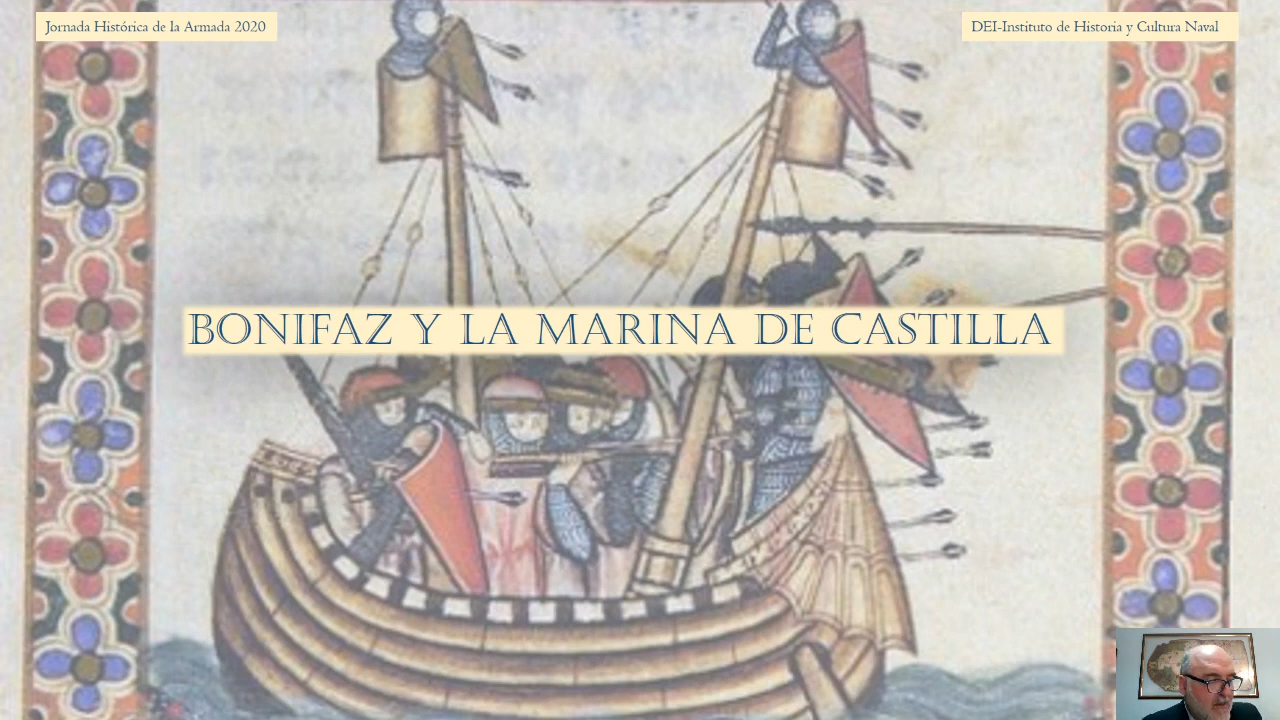 Jornada Histórica de la Armada 2020
DEI-Instituto de Historia y Cultura Naval
BONIFAZ Y LA MARINA DE CASTILLA